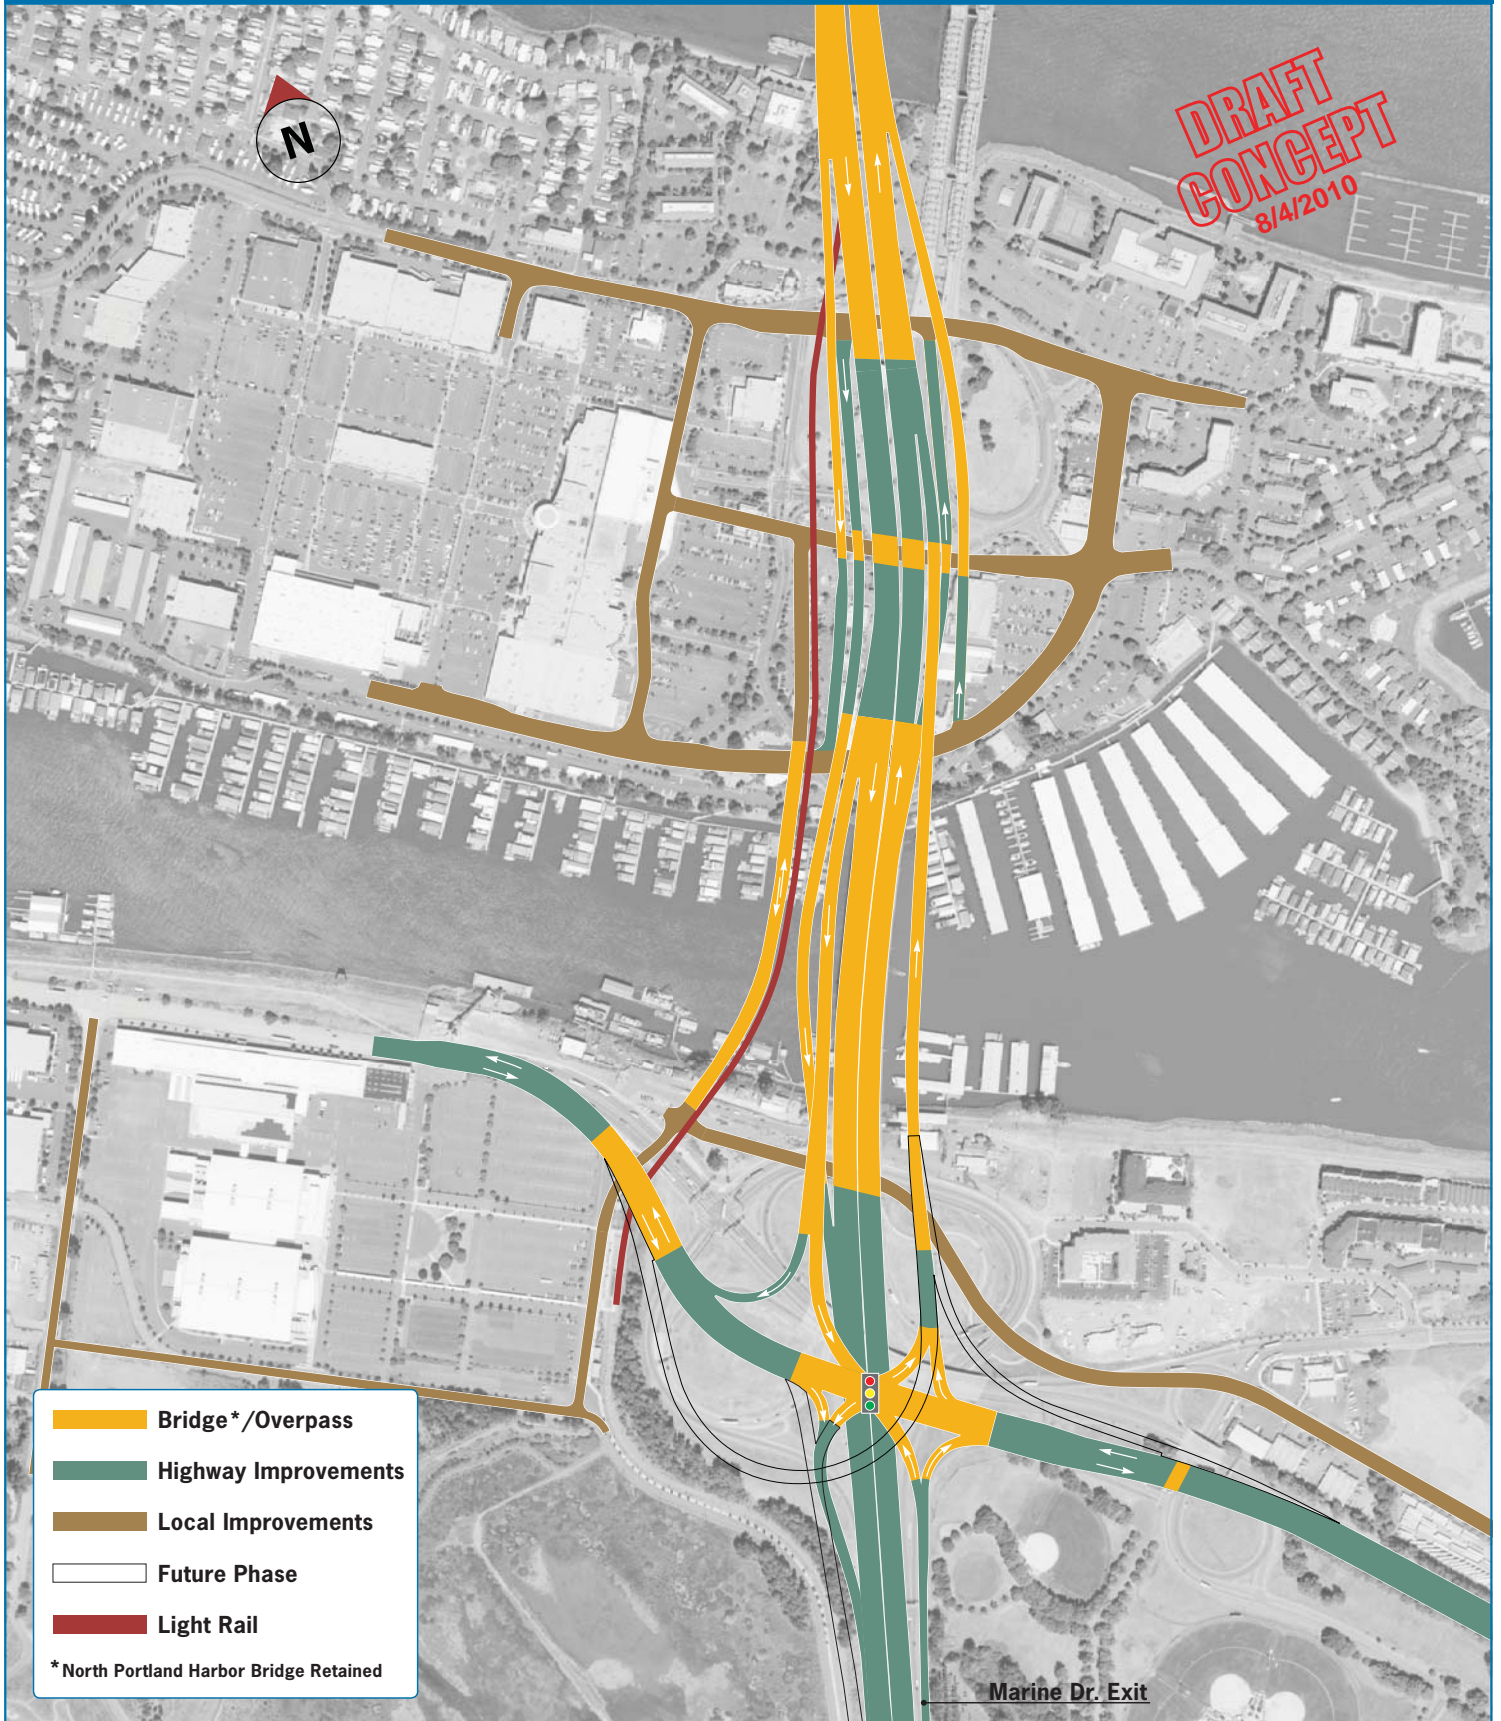 N
DRAFT
CONCEPT
8/4/2010
Bridge*/Overpass
Highway Improvements
Local Improvements
Future Phase
Light Rail
*North Portland Harbor Bridge Retained
Marine Dr. Exit